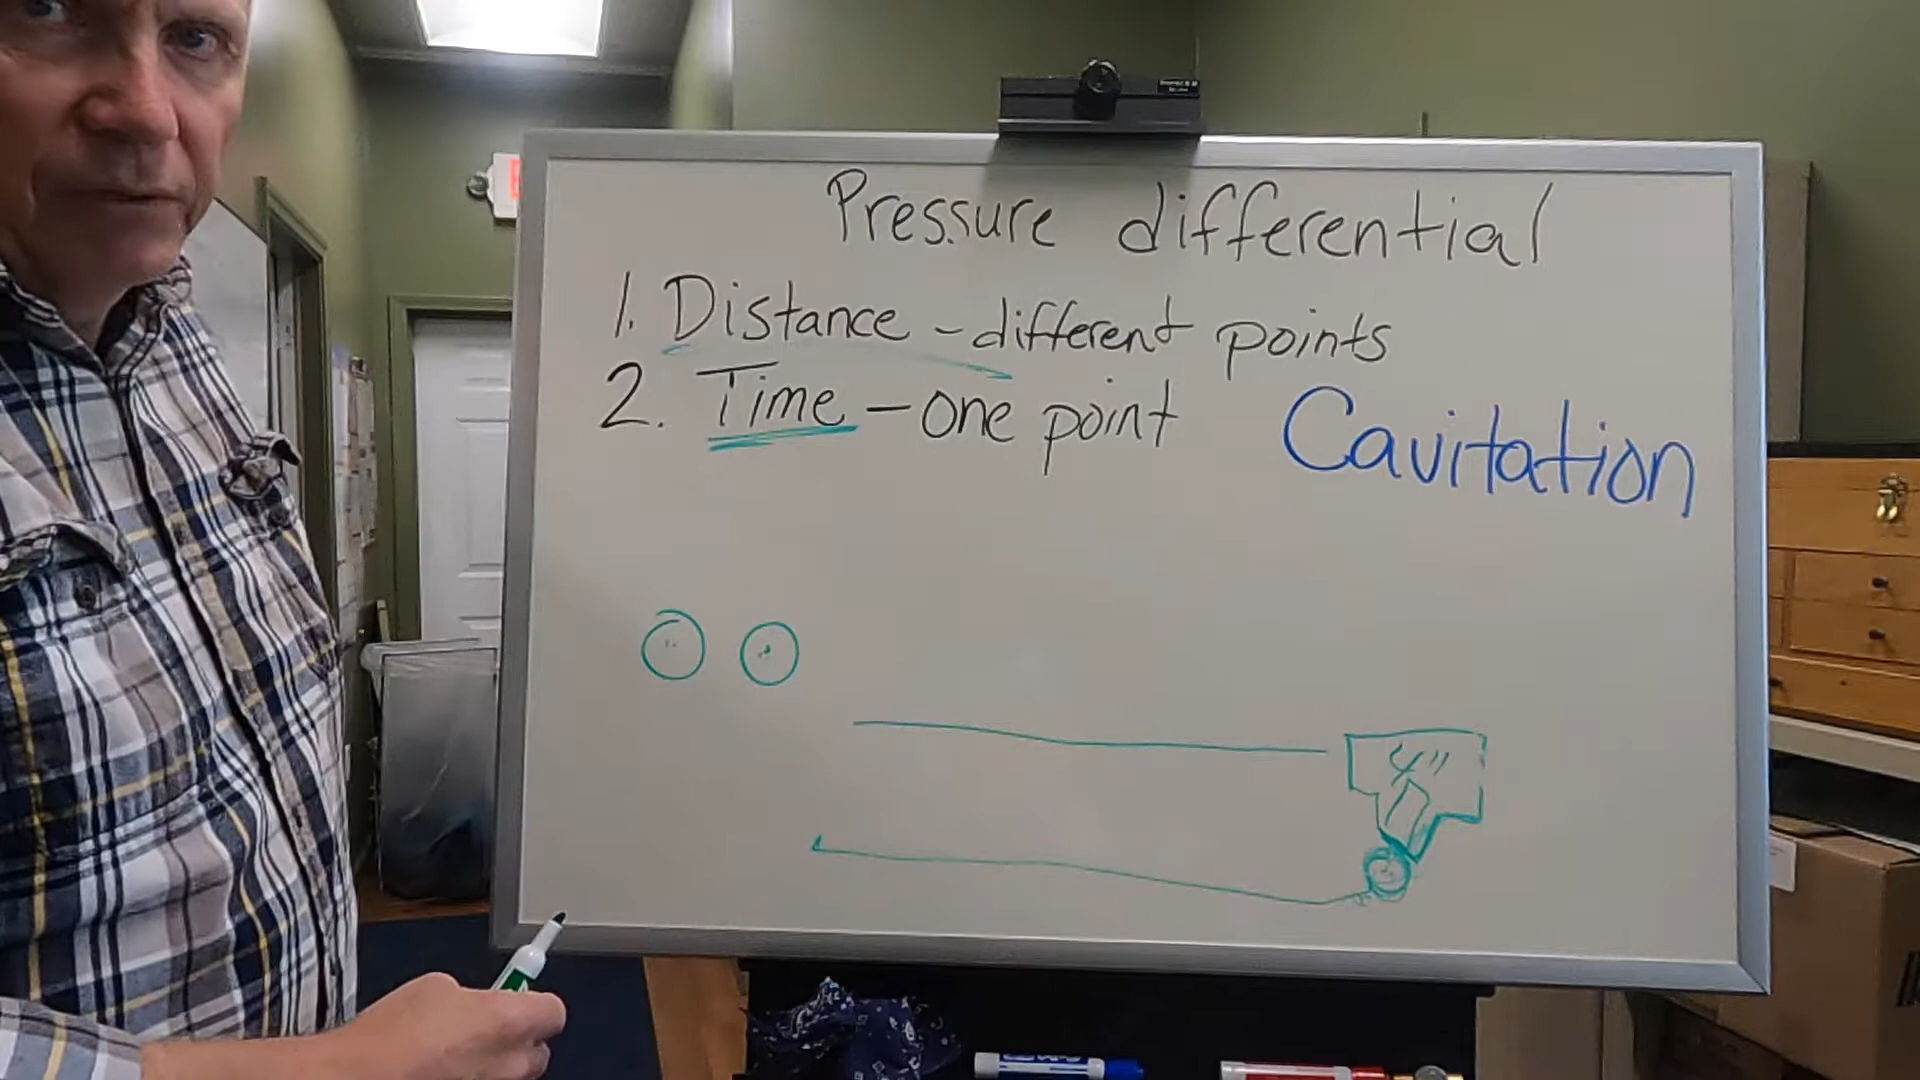 Pressure differential
1. Distance - different points
2. Time - one point
Cavitation
4"